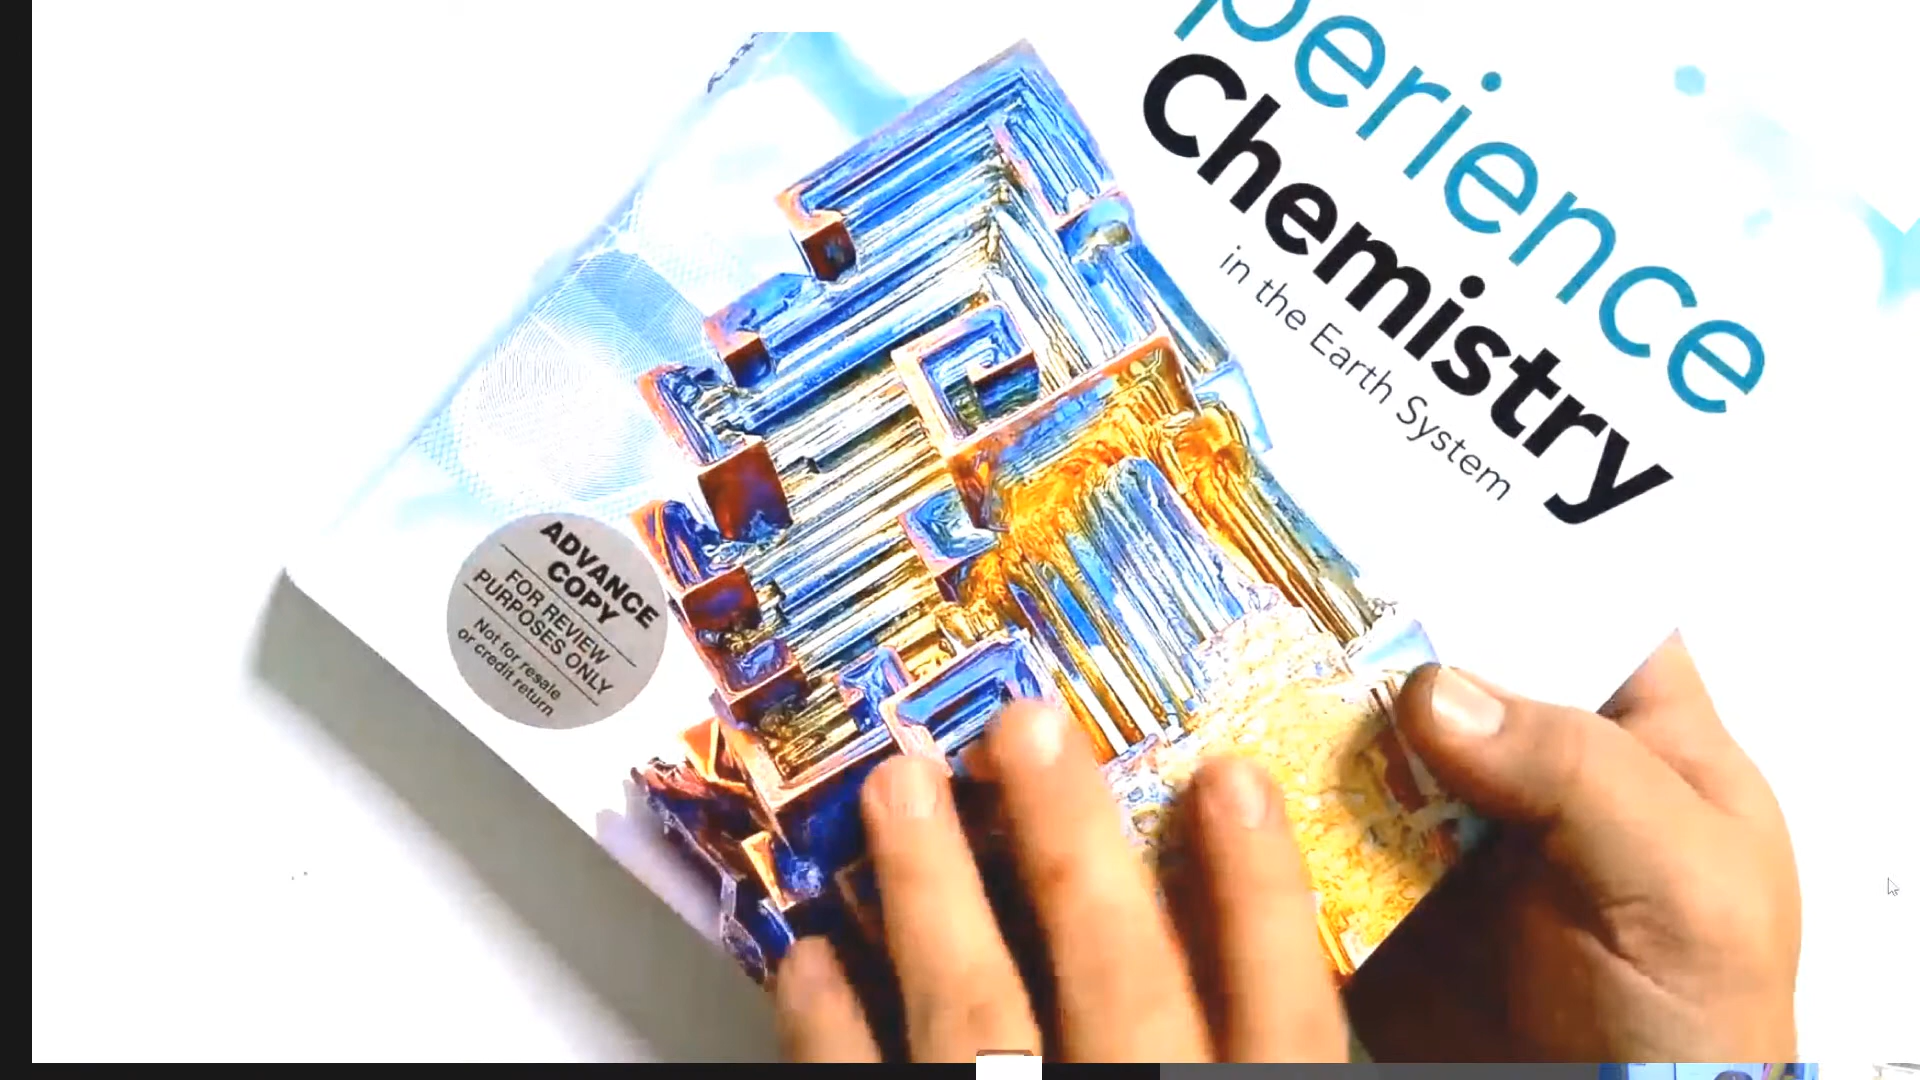 perience
Chemistry
in the Earth System
ADVANCE
COPY
FOR REVIEW
PURPOSES ONLY
Not for resale
or credit return